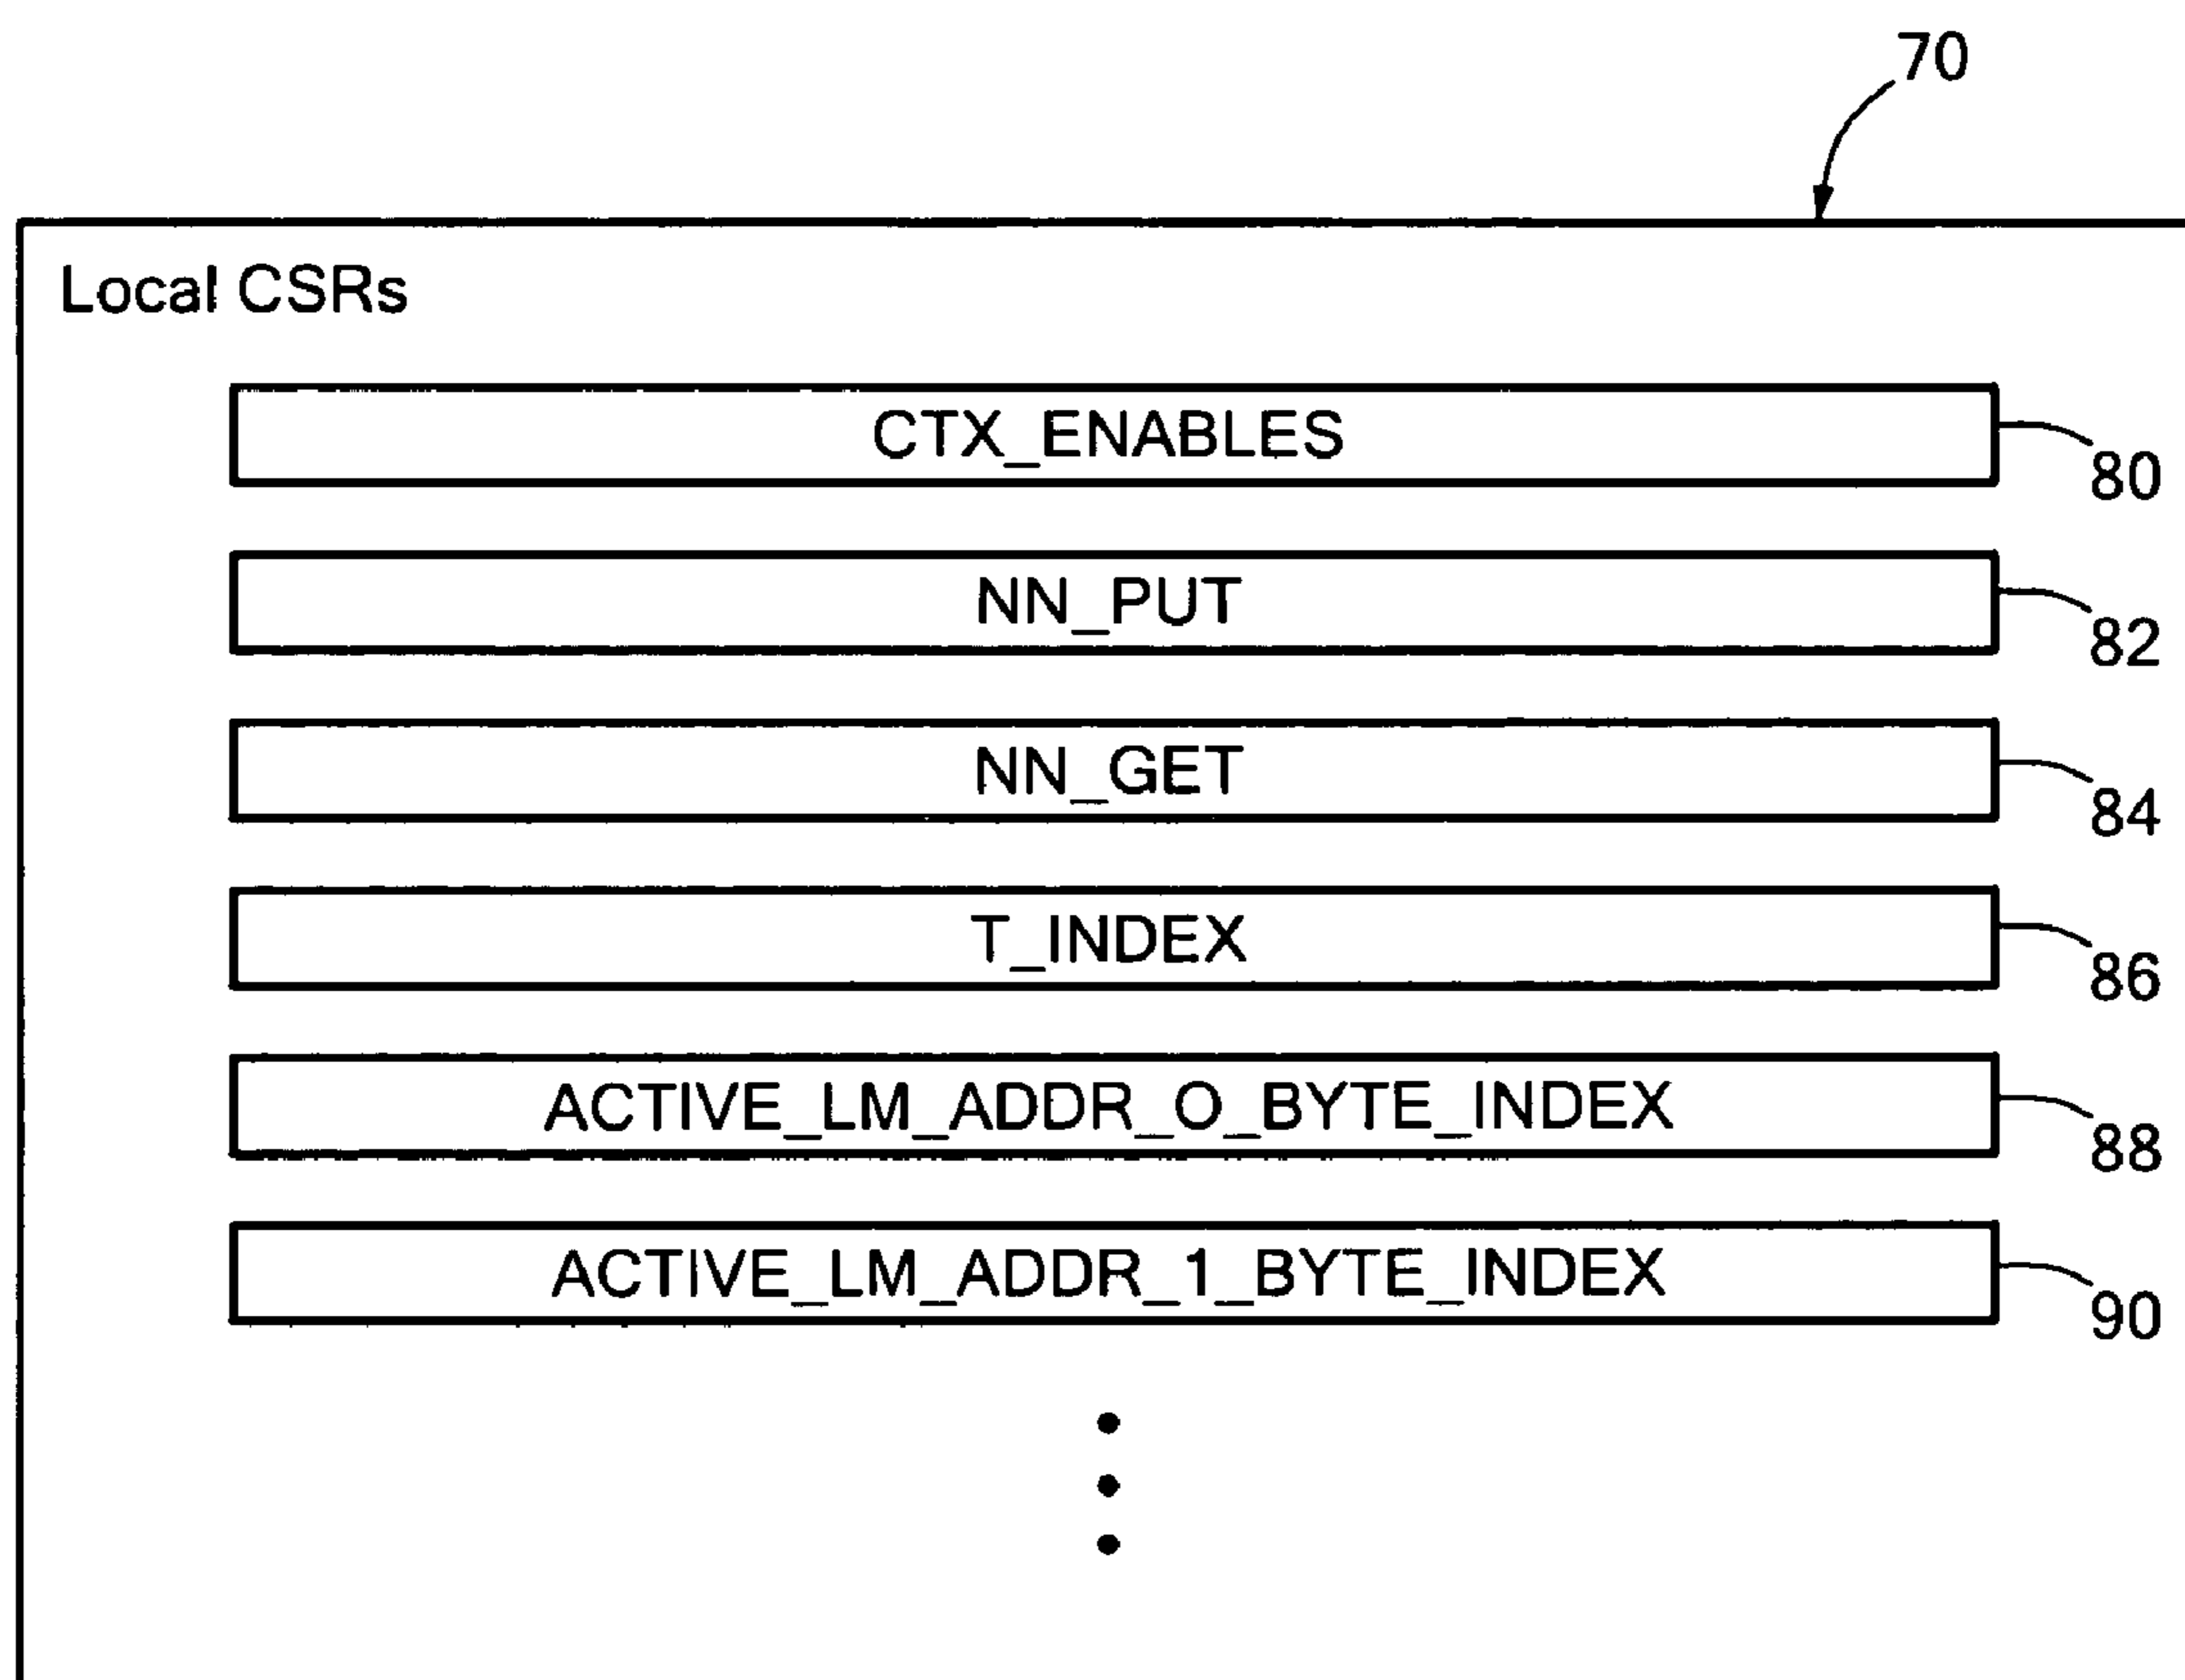 70
Local CSRs
CTX_ENABLES
80
NN_PUT
82
NN_GET
84
T_INDEX
86
ACTIVE_LM_ADDR_O_BYTE_INDEX
88
ACTIVE_LM_ADDR_1_BYTE_INDEX
90